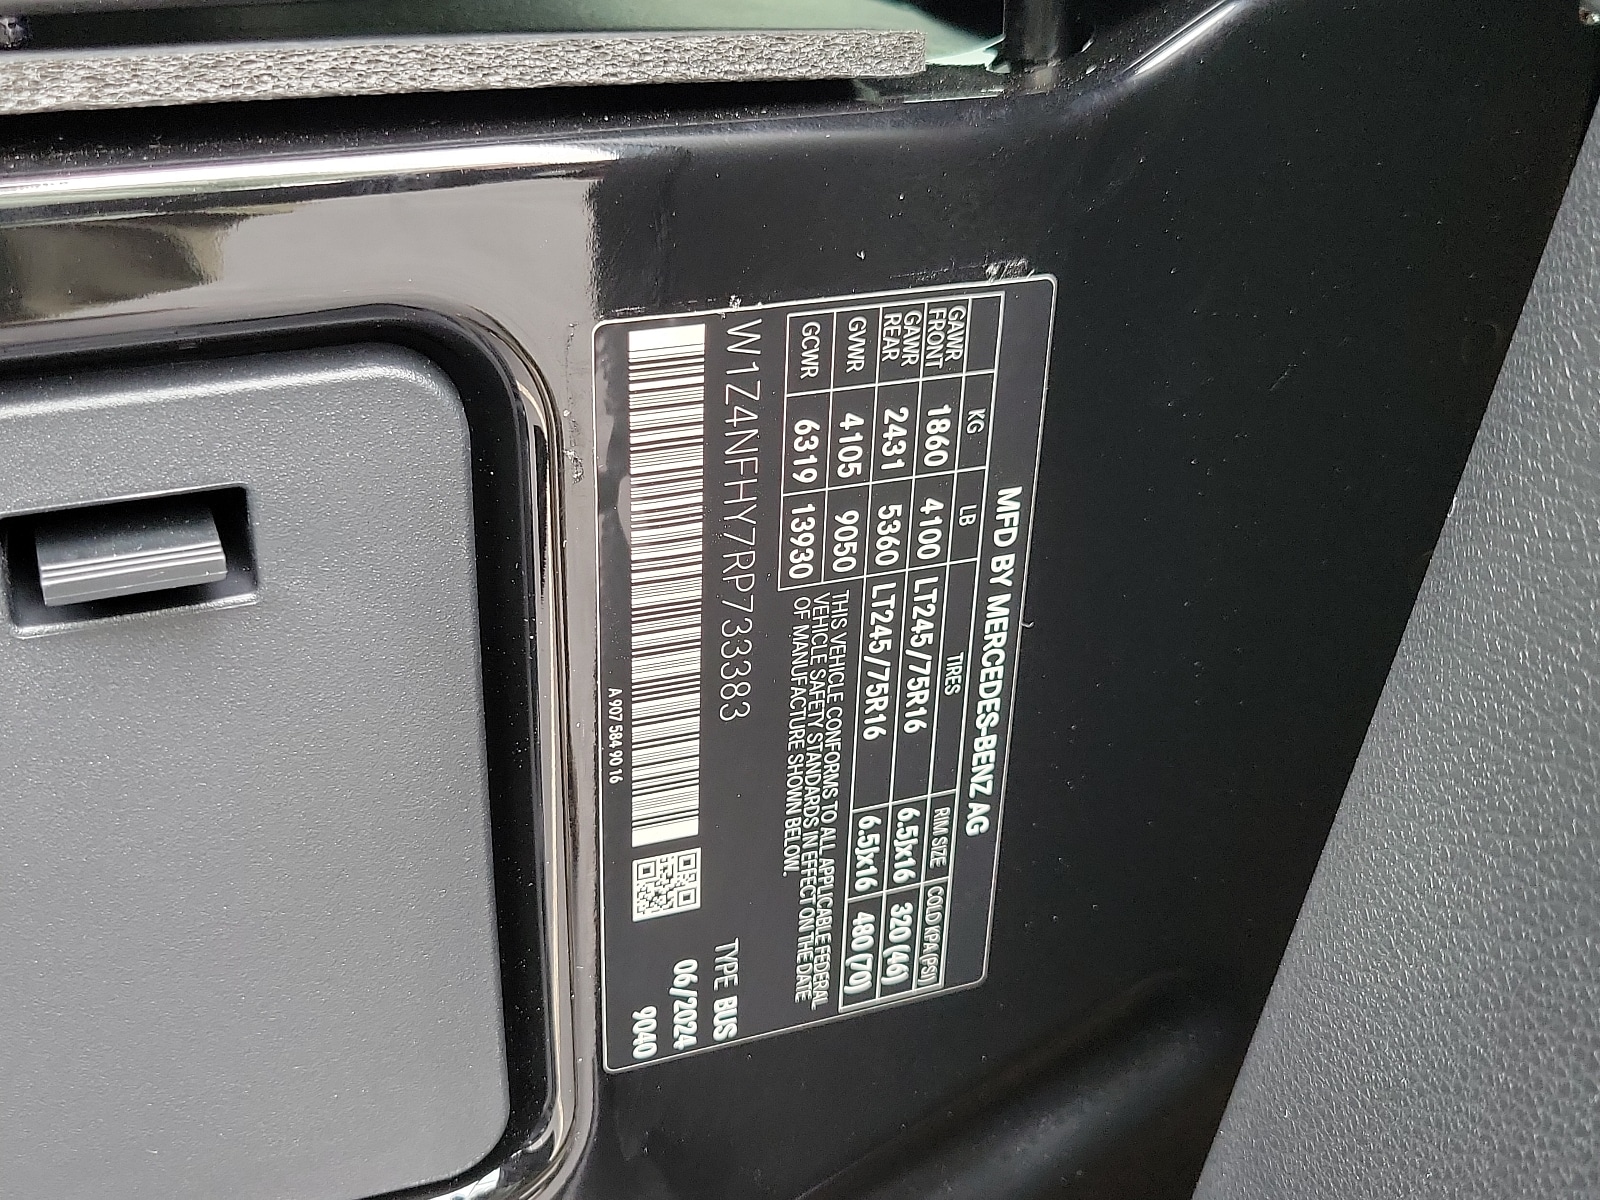 MFD BY MERCEDES-BENZ AG
KG LB TIRES RIM SIZE COLD KPA(PSI)
GAWR FRONT 1860 4100 LT245/75R16 6.5Jx16 320 (46)
GAWR REAR 2431 5360 LT245/75R16 6.5Jx16 480 (70)
GVWR 4105 9050
GCWR 6319 13930
THIS VEHICLE CONFORMS TO ALL APPLICABLE FEDERAL
VEHICLE SAFETY STANDARDS IN EFFECT ON THE DATE
OF MANUFACTURE SHOWN BELOW.
W1Z4NFHY7RP733383
TYPE BUS
06/2024
9040
A 907 584 90 16